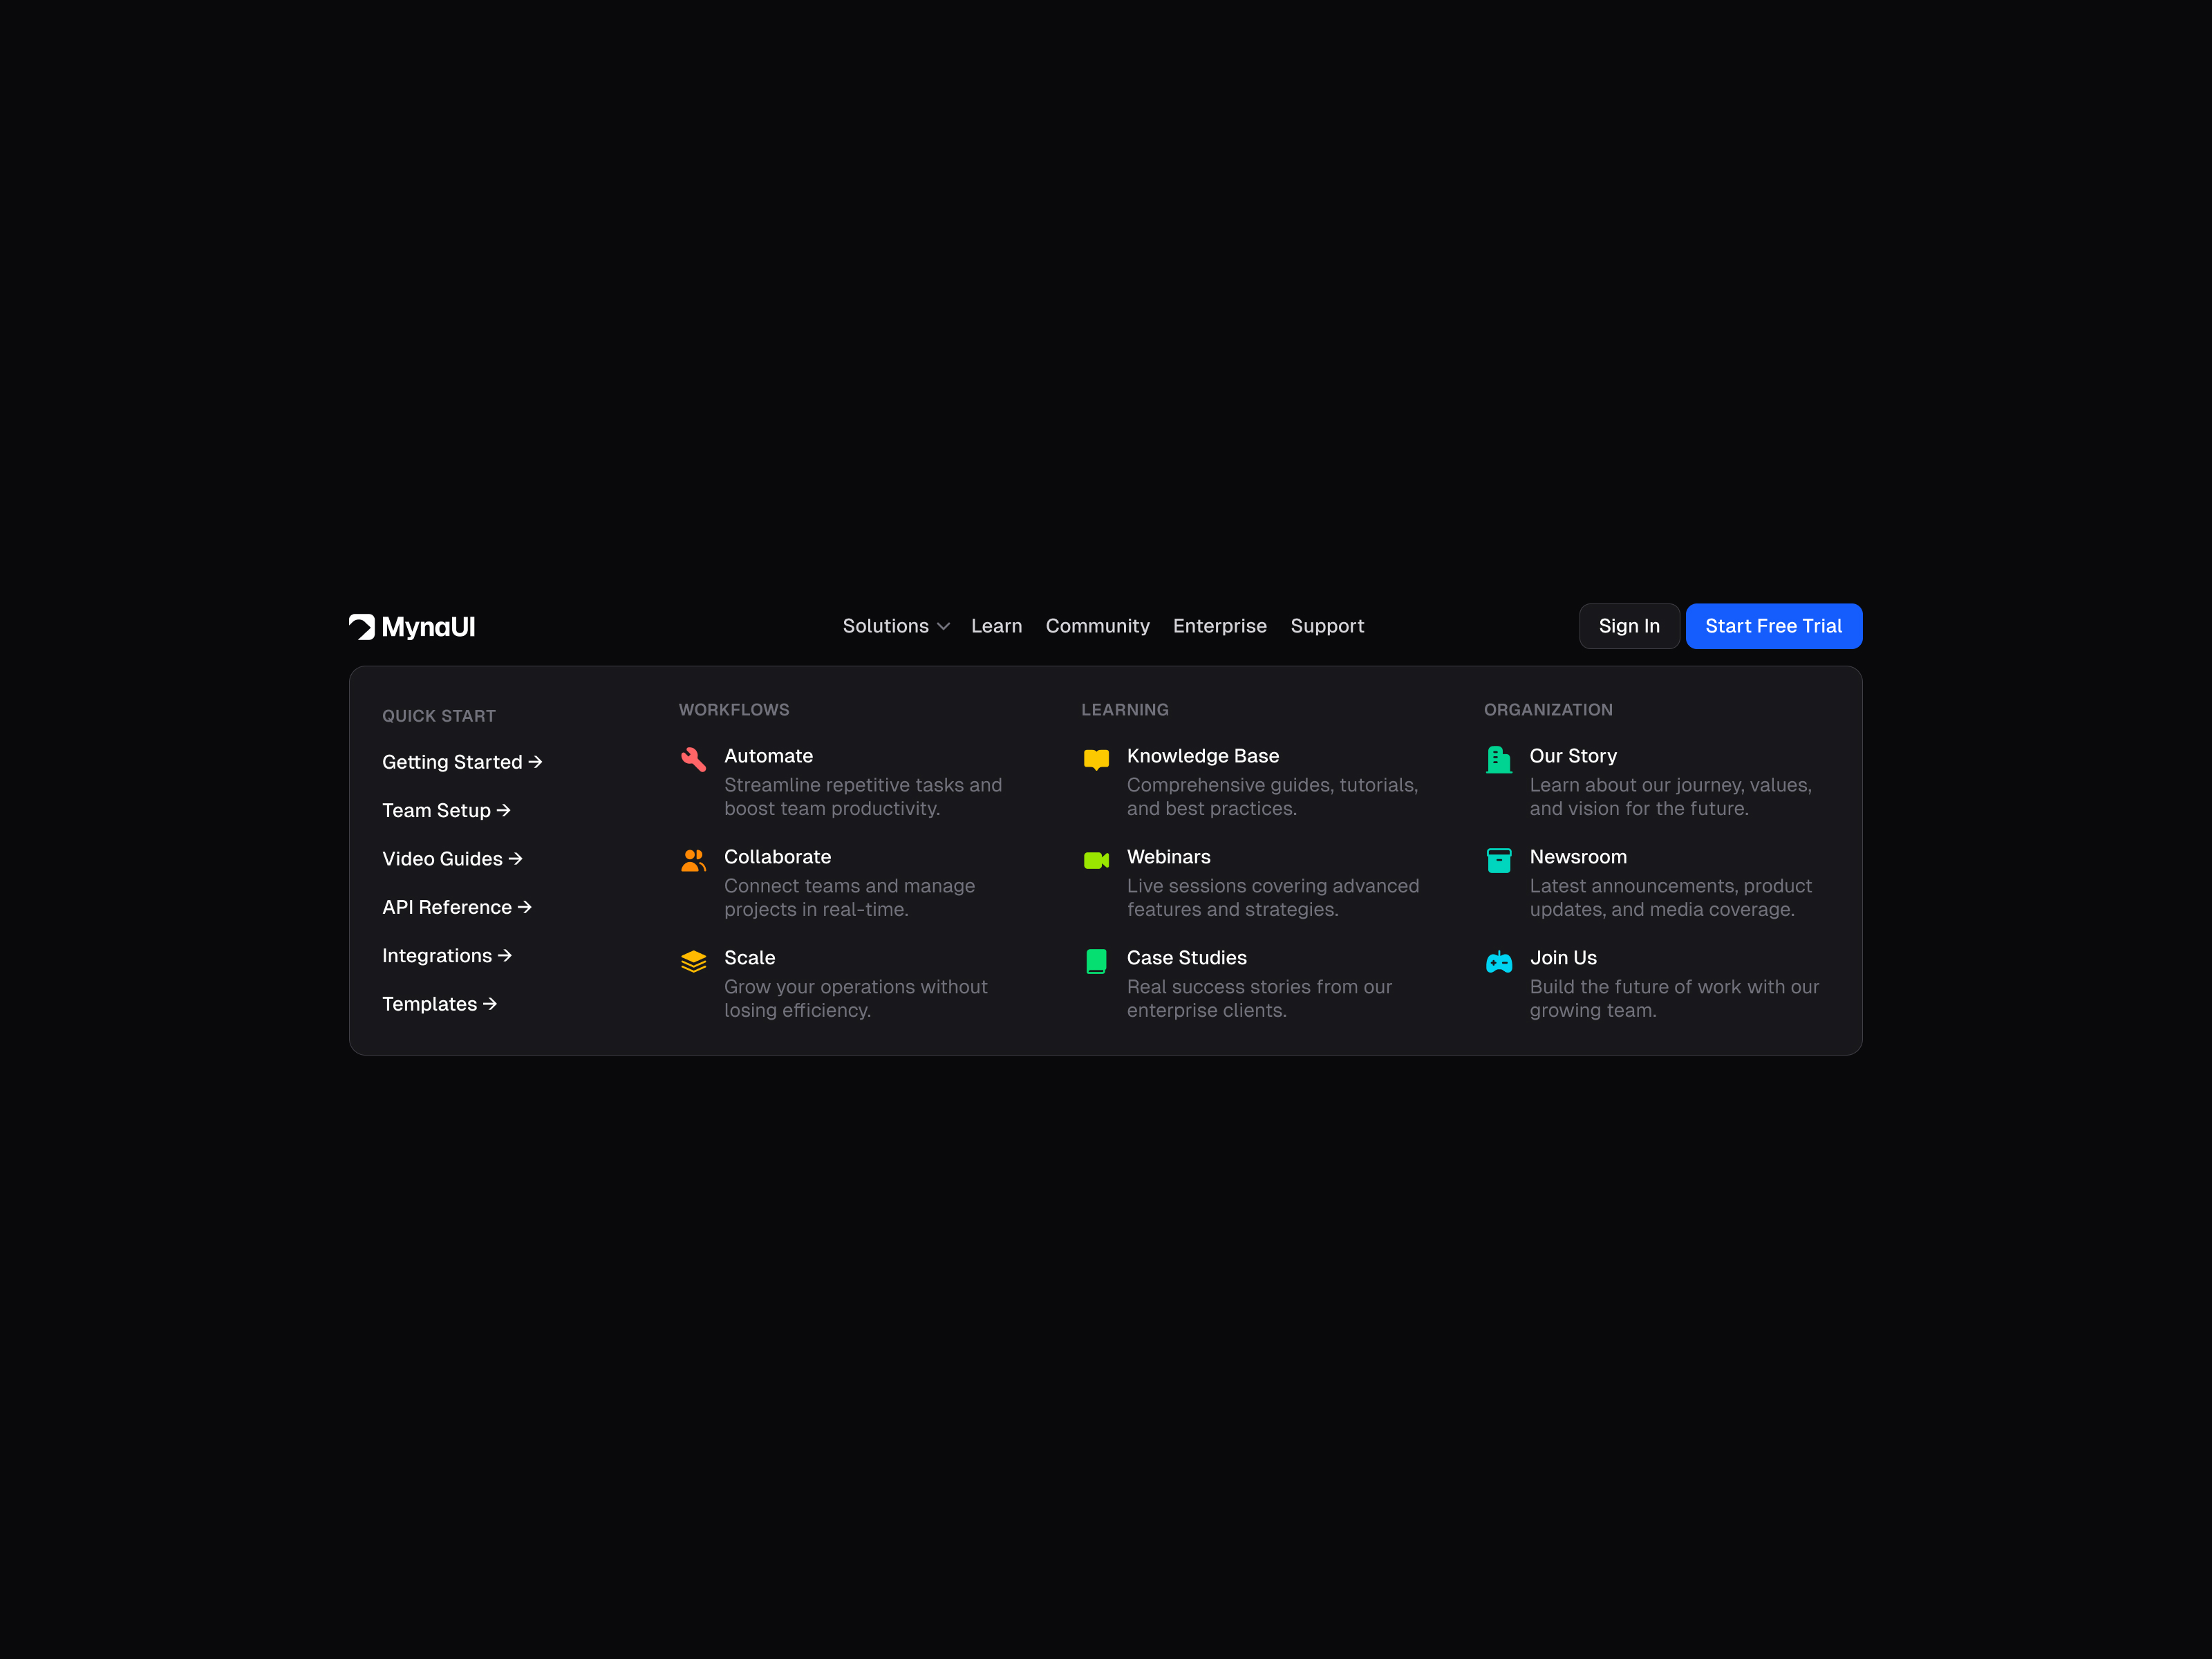 MynaUI
Solutions
Learn
Community
Enterprise
Support
Sign In
Start Free Trial
QUICK START
Getting Started →
Team Setup →
Video Guides →
API Reference →
Integrations →
Templates →
WORKFLOWS
Automate
Streamline repetitive tasks and
boost team productivity.
Collaborate
Connect teams and manage
projects in real-time.
Scale
Grow your operations without
losing efficiency.
LEARNING
Knowledge Base
Comprehensive guides, tutorials,
and best practices.
Webinars
Live sessions covering advanced
features and strategies.
Case Studies
Real success stories from our
enterprise clients.
ORGANIZATION
Our Story
Learn about our journey, values,
and vision for the future.
Newsroom
Latest announcements, product
updates, and media coverage.
Join Us
Build the future of work with our
growing team.